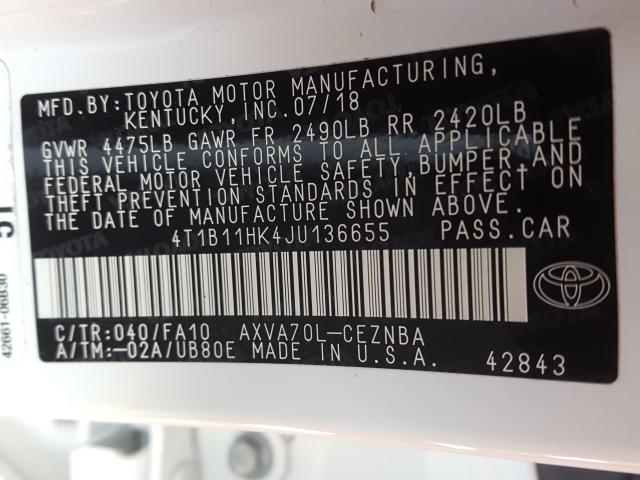 MFD.BY:TOYOTA MOTOR MANUFACTURING,
KENTUCKY, INC. 07/18
GVWR 4475LB GAWR FR 2490LB RR 2420LB
THIS VEHICLE CONFORMS TO ALL APPLICABLE
FEDERAL MOTOR VEHICLE SAFETY, BUMPER, AND
THEFT PREVENTION STANDARDS IN EFFECT ON
THE DATE OF MANUFACTURE SHOWN ABOVE.
4T1B11HK4JU136655 PASS.CAR
C/TR:040/FA10 AXVA70L-CEZNBA
A/TM:-02A/UB80E MADE IN U.S.A.
42843
42661-06B30